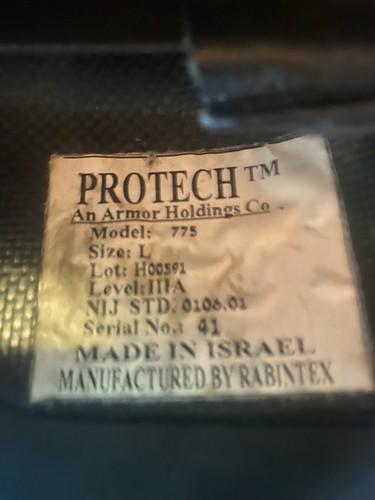 PROTECH™
An Armor Holdings Co.
Model: 775
Size: L
Lot: H00591
Level: IIIA
NIJ STD. 0106.01
Serial No.: 41
MADE IN ISRAEL
MANUFACTURED BY RABINTEX